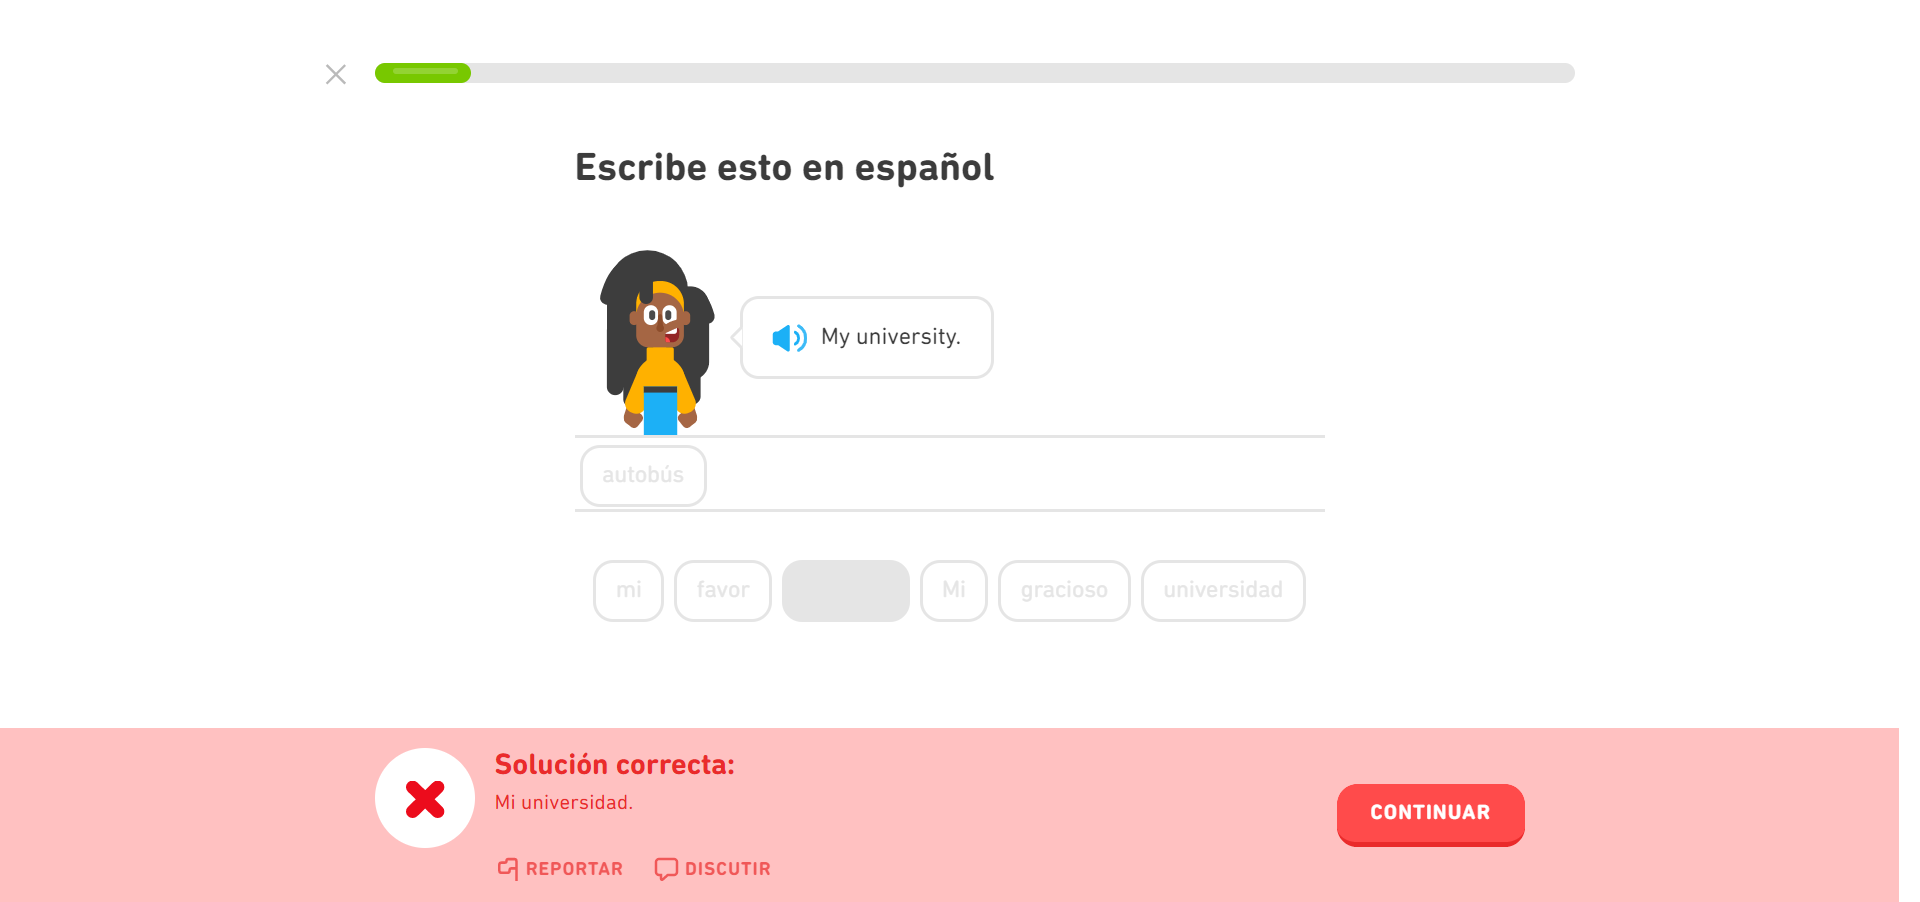 Escribe esto en español
My university.
autobús
mi favor Mi gracioso universidad
Solución correcta:
Mi universidad.
CONTINUAR
REPORTAR DISCUTIR